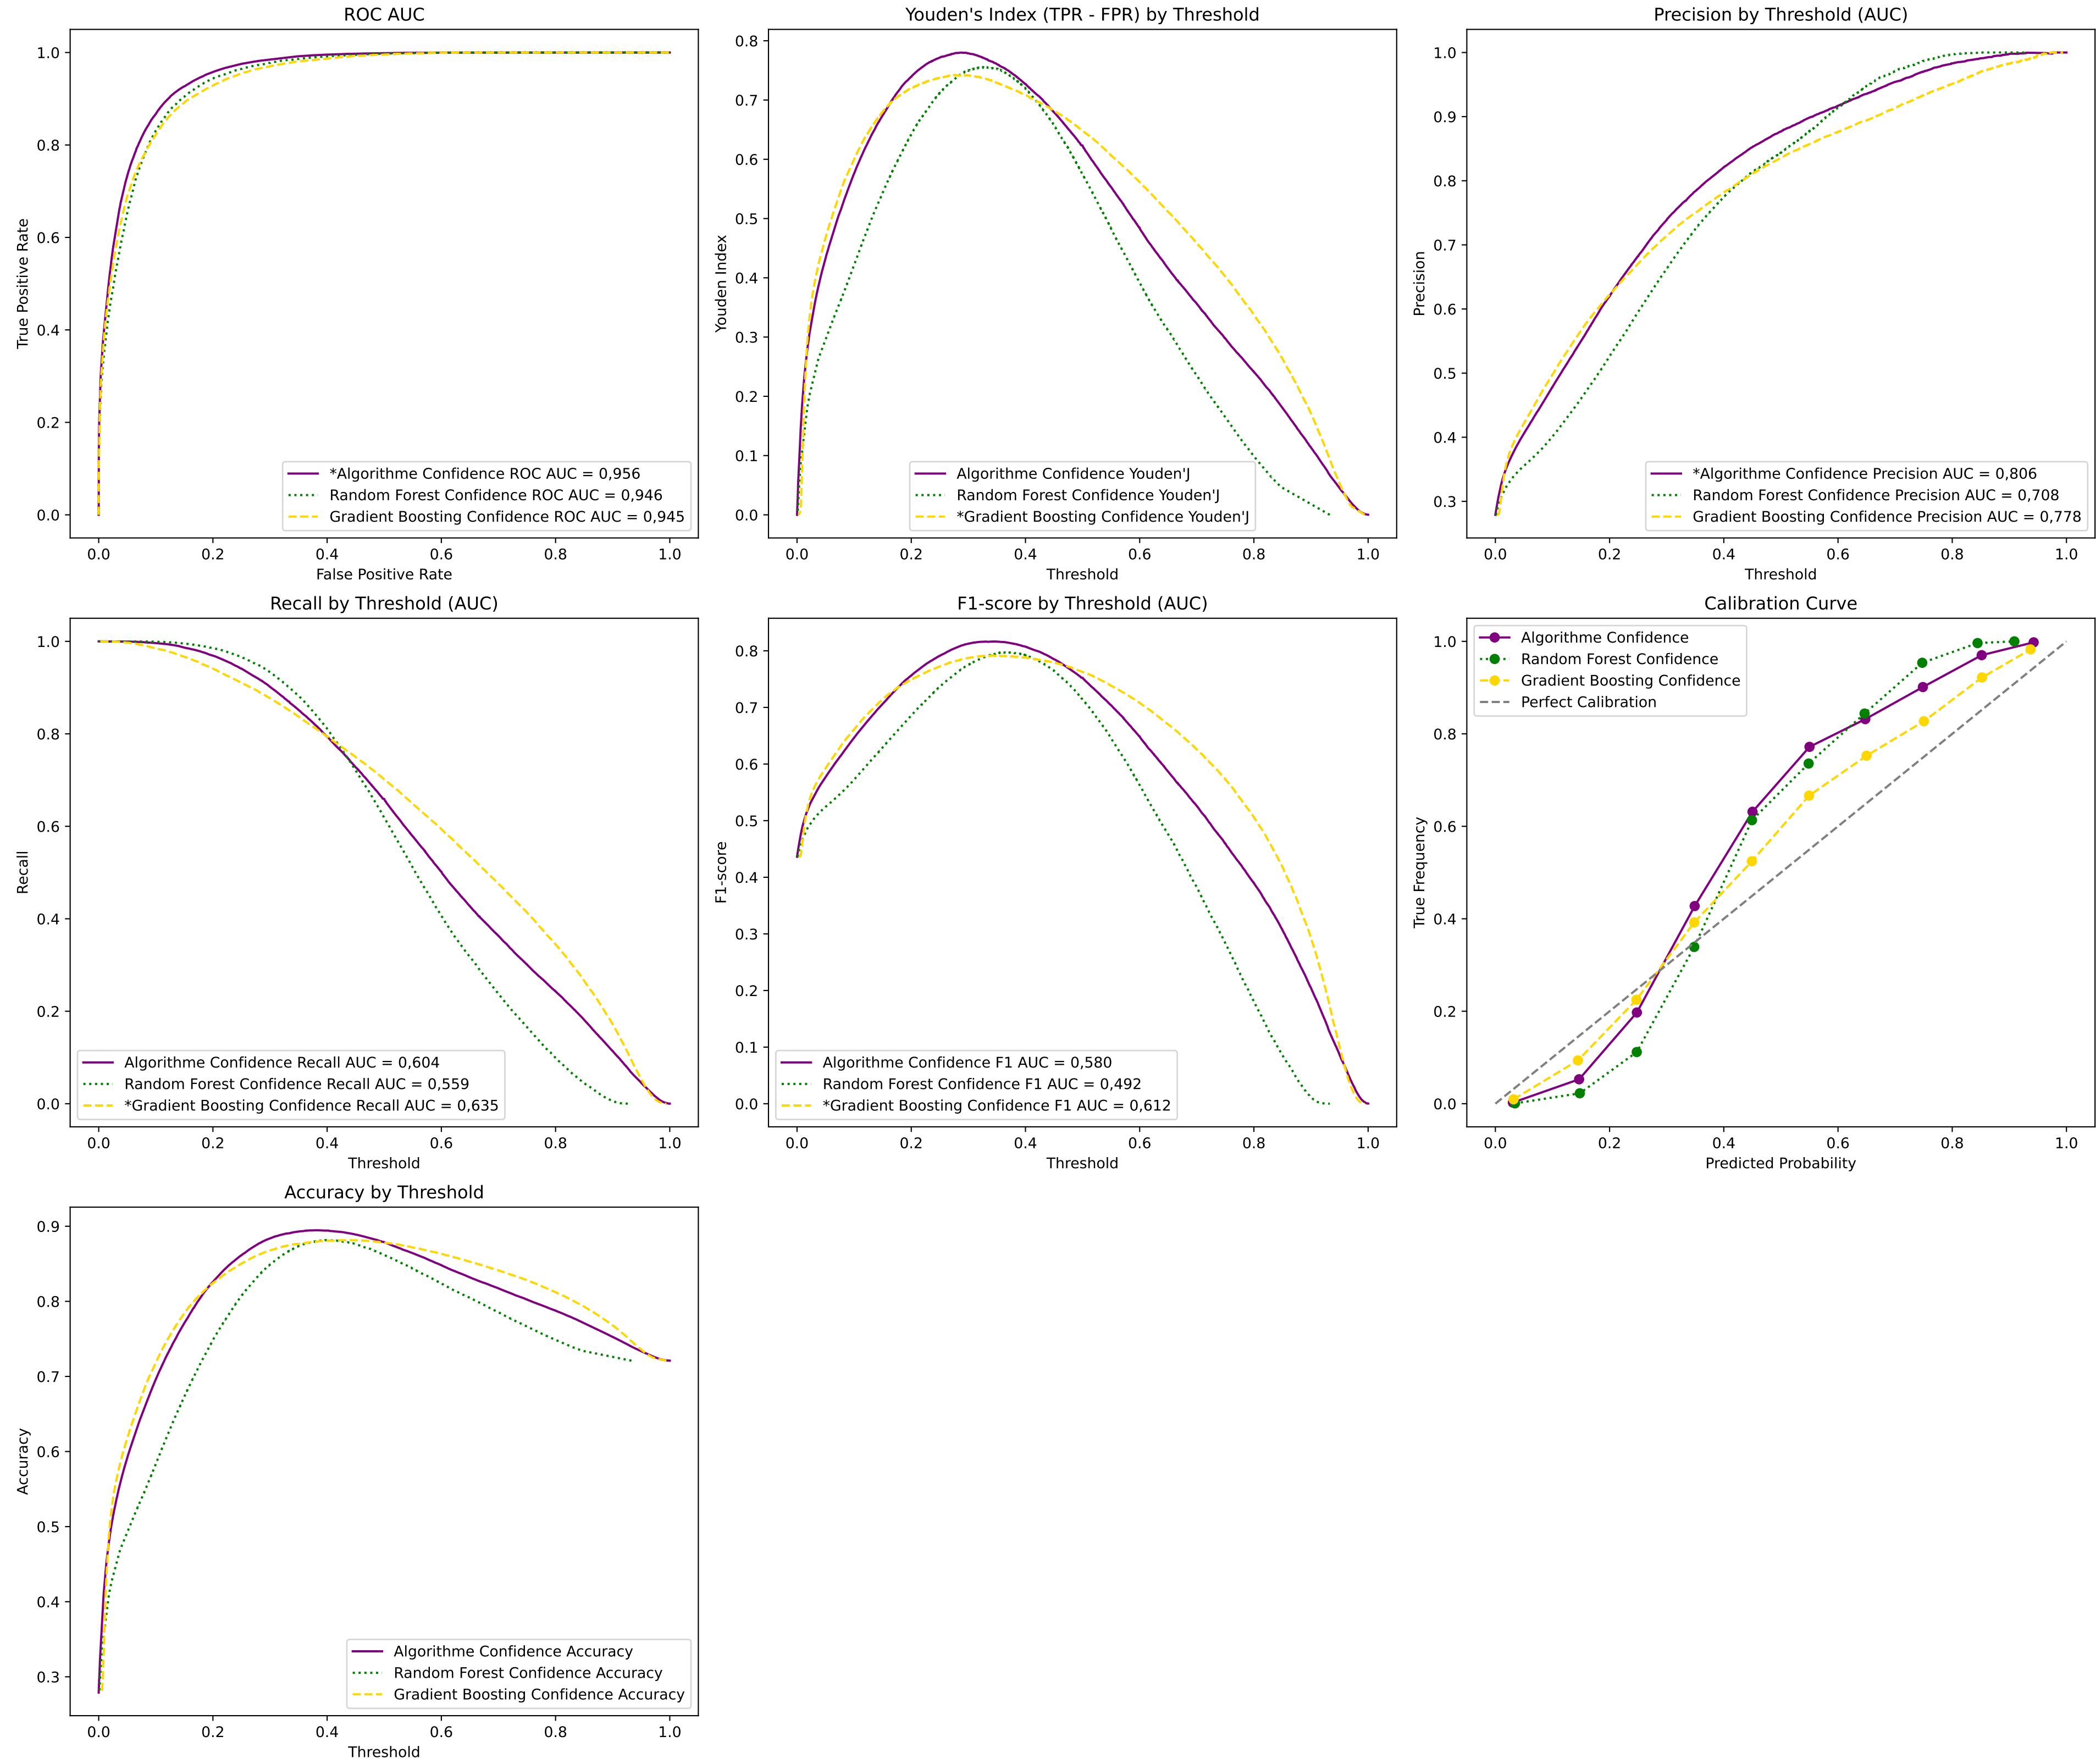 ROC AUC
True Positive Rate
1.0
0.8
0.6
0.4
0.2
0.0
*Algorithme Confidence ROC AUC = 0,956
Random Forest Confidence ROC AUC = 0,946
Gradient Boosting Confidence ROC AUC = 0,945
0.0 0.2 0.4 0.6 0.8 1.0
False Positive Rate
Youden's Index (TPR - FPR) by Threshold
Youden Index
0.8
0.7
0.6
0.5
0.4
0.3
0.2
0.1
0.0
Algorithme Confidence Youden'J
Random Forest Confidence Youden'J
*Gradient Boosting Confidence Youden'J
0.0 0.2 0.4 0.6 0.8 1.0
Threshold
Precision by Threshold (AUC)
Precision
1.0
0.9
0.8
0.7
0.6
0.5
0.4
0.3
*Algorithme Confidence Precision AUC = 0,806
Random Forest Confidence Precision AUC = 0,708
Gradient Boosting Confidence Precision AUC = 0,778
0.0 0.2 0.4 0.6 0.8 1.0
Threshold
Recall by Threshold (AUC)
Recall
1.0
0.8
0.6
0.4
0.2
0.0
Algorithme Confidence Recall AUC = 0,604
Random Forest Confidence Recall AUC = 0,559
*Gradient Boosting Confidence Recall AUC = 0,635
0.0 0.2 0.4 0.6 0.8 1.0
Threshold
F1-score by Threshold (AUC)
F1-score
0.8
0.7
0.6
0.5
0.4
0.3
0.2
0.1
0.0
Algorithme Confidence F1 AUC = 0,580
Random Forest Confidence F1 AUC = 0,492
*Gradient Boosting Confidence F1 AUC = 0,612
0.0 0.2 0.4 0.6 0.8 1.0
Threshold
Calibration Curve
True Frequency
1.0
0.8
0.6
0.4
0.2
0.0
Algorithme Confidence
Random Forest Confidence
Gradient Boosting Confidence
Perfect Calibration
0.0 0.2 0.4 0.6 0.8 1.0
Predicted Probability
Accuracy by Threshold
Accuracy
0.9
0.8
0.7
0.6
0.5
0.4
0.3
Algorithme Confidence Accuracy
Random Forest Confidence Accuracy
Gradient Boosting Confidence Accuracy
0.0 0.2 0.4 0.6 0.8 1.0
Threshold